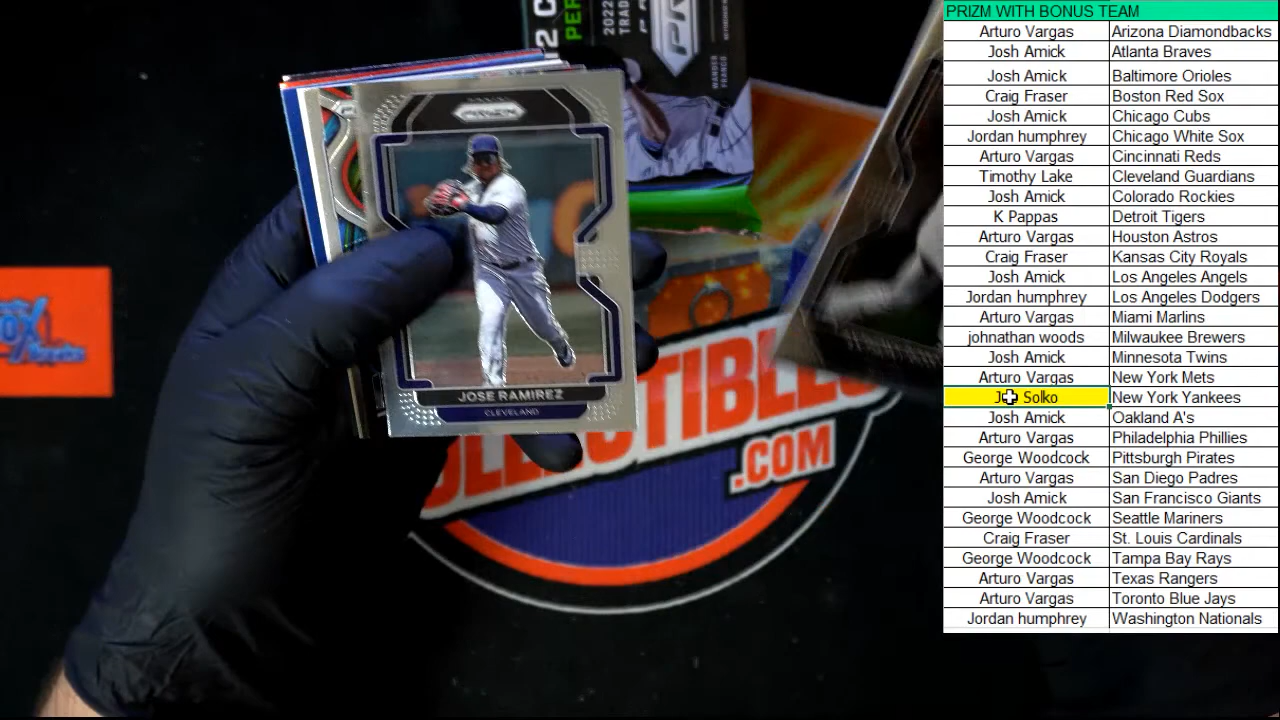 PRIZM WITH BONUS TEAM
Arturo Vargas Arizona Diamondbacks
Josh Amick Atlanta Braves
Josh Amick Baltimore Orioles
Craig Fraser Boston Red Sox
Josh Amick Chicago Cubs
Jordan humphrey Chicago White Sox
Arturo Vargas Cincinnati Reds
Timothy Lake Cleveland Guardians
Josh Amick Colorado Rockies
K Pappas Detroit Tigers
Arturo Vargas Houston Astros
Craig Fraser Kansas City Royals
Josh Amick Los Angeles Angels
Jordan humphrey Los Angeles Dodgers
Arturo Vargas Miami Marlins
johnathan woods Milwaukee Brewers
Josh Amick Minnesota Twins
Arturo Vargas New York Mets
Solko New York Yankees
Josh Amick Oakland A's
Arturo Vargas Philadelphia Phillies
George Woodcock Pittsburgh Pirates
Arturo Vargas San Diego Padres
Josh Amick San Francisco Giants
George Woodcock Seattle Mariners
Craig Fraser St. Louis Cardinals
George Woodcock Tampa Bay Rays
Arturo Vargas Texas Rangers
Arturo Vargas Toronto Blue Jays
Jordan humphrey Washington Nationals
PRIZM
JOSE RAMIREZ
CLEVELAND
2022
WANDER
FRANCO
.COM